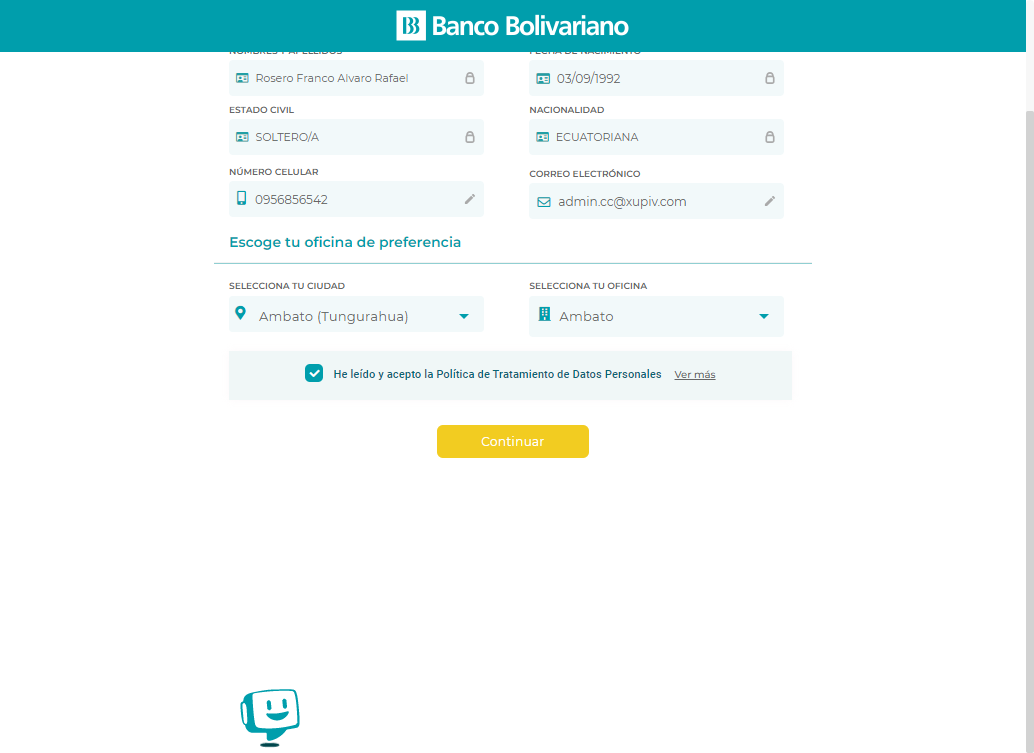 Banco Bolivariano
NOMBRES Y APELLIDOS
FECHA DE NACIMIENTO
Rosero Franco Alvaro Rafael
03/09/1992
ESTADO CIVIL
NACIONALIDAD
SOLTERO/A
ECUATORIANA
NÚMERO CELULAR
CORREO ELECTRÓNICO
0956856542
admin.cc@xupiv.com
Escoge tu oficina de preferencia
SELECCIONA TU CIUDAD
SELECCIONA TU OFICINA
Ambato (Tungurahua)
Ambato
He leído y acepto la Política de Tratamiento de Datos Personales Ver más
Continuar